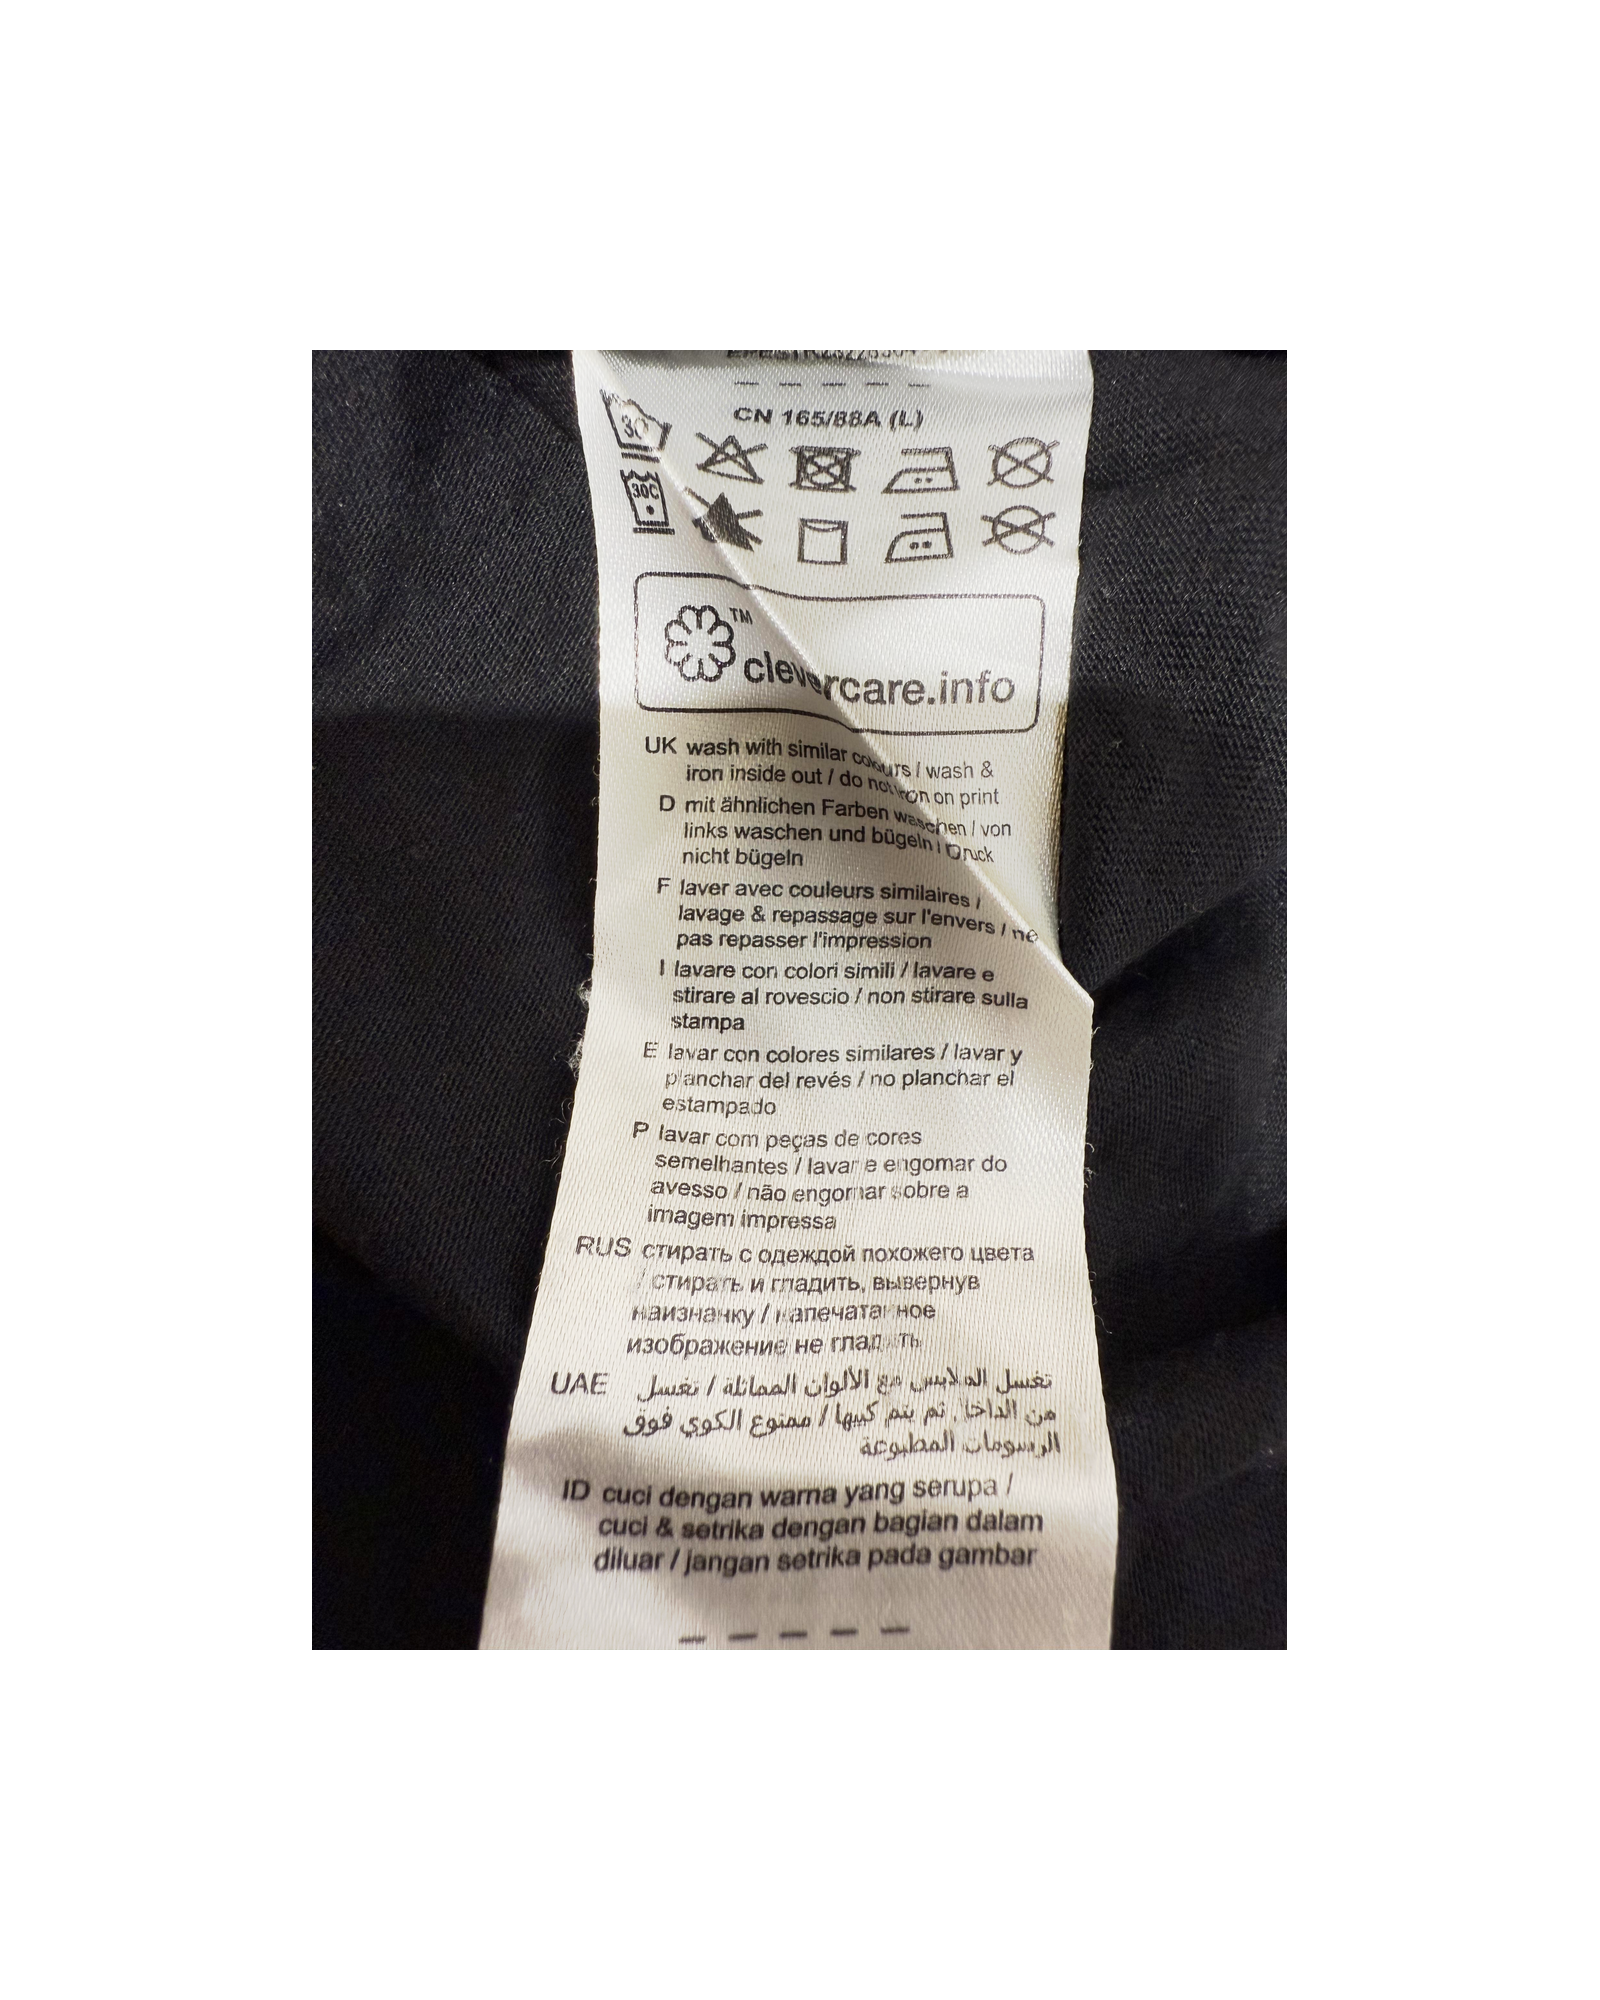 CN 165/88A (L)
30
30C
TM
clevercare.info
UK wash with similar colours / wash &
iron inside out / do not iron on print
D mit ähnlichen Farben waschen / von
links waschen und bügeln / Druck
nicht bügeln
F laver avec couleurs similaires /
lavage & repassage sur l'envers / ne
pas repasser l'impression
I lavare con colori simili / lavare e
stirare al rovescio / non stirare sulla
stampa
E lavar con colores similares / lavar y
planchar del revés / no planchar el
estampado
P lavar com peças de cores
semelhantes / lavar e engomar do
avesso / não engomar sobre a
imagem impressa
RUS стирать с одеждой похожего цвета
/ стирать и гладить, вывернув
наизнанку / напечатанное
изображение не гладить
UAE تغسل الملابس مع الألوان المماثلة / تغسل
من الداخل, ثم يتم كيها / ممنوع الكوي فوق
الرسومات المطبوعة
ID cuci dengan warna yang serupa /
cuci & setrika dengan bagian dalam
diluar / jangan setrika pada gambar